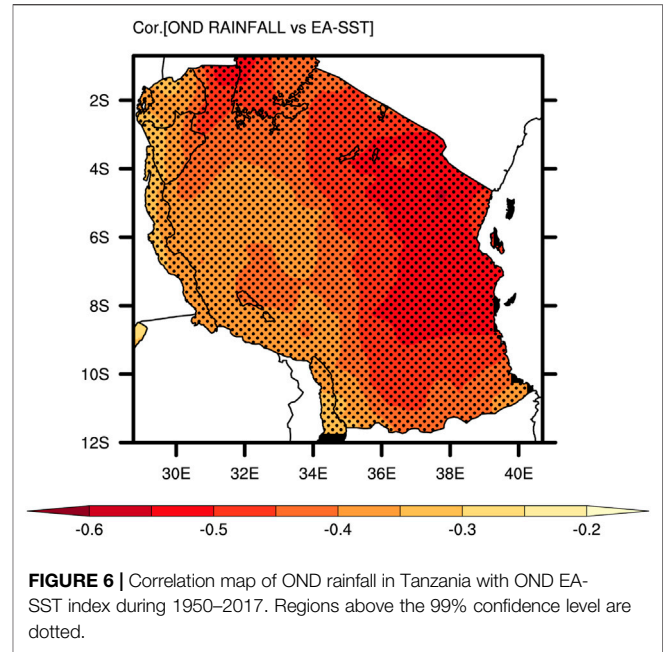 Cor.[OND RAINFALL vs EA-SST]
2S
4S
6S
8S
10S
12S
30E 32E 34E 36E 38E 40E
-0.6 -0.5 -0.4 -0.3 -0.2
FIGURE 6 | Correlation map of OND rainfall in Tanzania with OND EA-
SST index during 1950–2017. Regions above the 99% confidence level are
dotted.